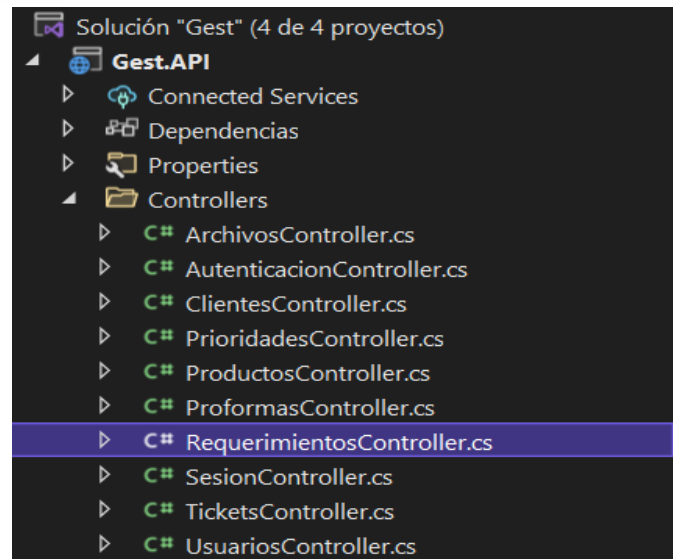 Solución "Gest" (4 de 4 proyectos)
Gest.API
Connected Services
Dependencias
Properties
Controllers
C# ArchivosController.cs
C# AutenticacionController.cs
C# ClientesController.cs
C# PrioridadesController.cs
C# ProductosController.cs
C# ProformasController.cs
C# RequerimientosController.cs
C# SesionController.cs
C# TicketsController.cs
C# UsuariosController.cs